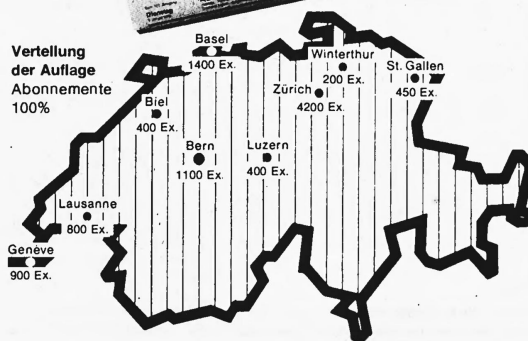 Dienstag
Verteilung
der Auflage
Abonnemente
100%
Basel
1400 Ex.
Winterthur
200 Ex.
St. Gallen
450 Ex.
Zürich
4200 Ex.
Biel
400 Ex.
Bern
1100 Ex.
Luzern
400 Ex.
Lausanne
800 Ex.
Genève
900 Ex.